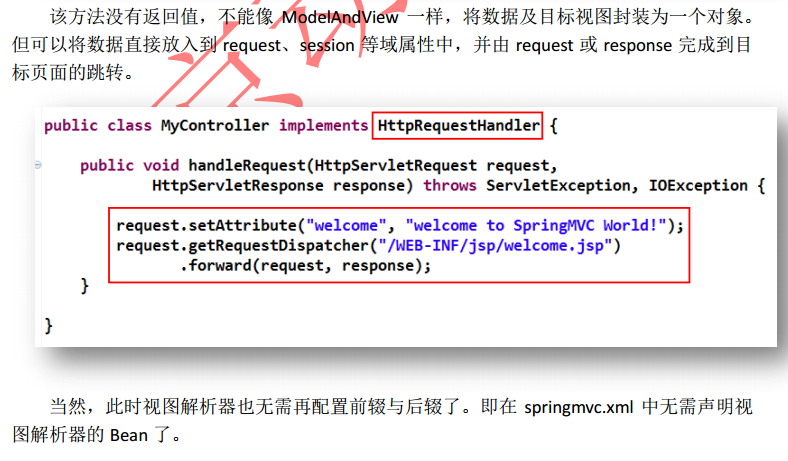 该方法没有返回值，不能像 ModelAndView 一样，将数据及目标视图封装为一个对象。
但可以将数据直接放入到 request、session 等域属性中，并由 request 或 response 完成到目
标页面的跳转。
public class MyController implements HttpRequestHandler {
public void handleRequest(HttpServletRequest request,
HttpServletResponse response) throws ServletException, IOException {
request.setAttribute("welcome", "welcome to SpringMVC World!");
request.getRequestDispatcher("/WEB-INF/jsp/welcome.jsp")
.forward(request, response);
}
}
当然，此时视图解析器也无需再配置前缀与后缀了。即在 springmvc.xml 中无需声明视
图解析器的 Bean 了。